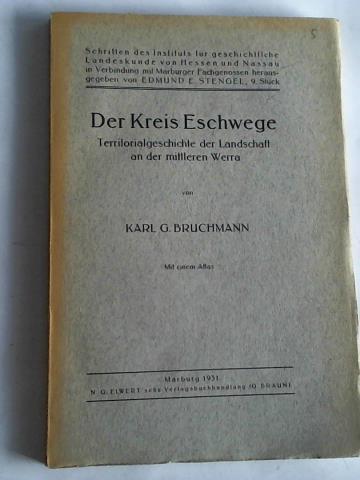 5
Schriften des Instituts für geschichtliche
Landeskunde von Hessen und Nassau
in Verbindung mit Marburger Fachgenossen heraus-
gegeben von EDMUND E. STENGEL, 9. Stück
Der Kreis Eschwege
Territorialgeschichte der Landschaft
an der mittleren Werra
von
KARL G. BRUCHMANN
Mit einem Atlas
Marburg 1931
N. G. ELWERT'sche Verlagsbuchhandlung (G. BRAUN)